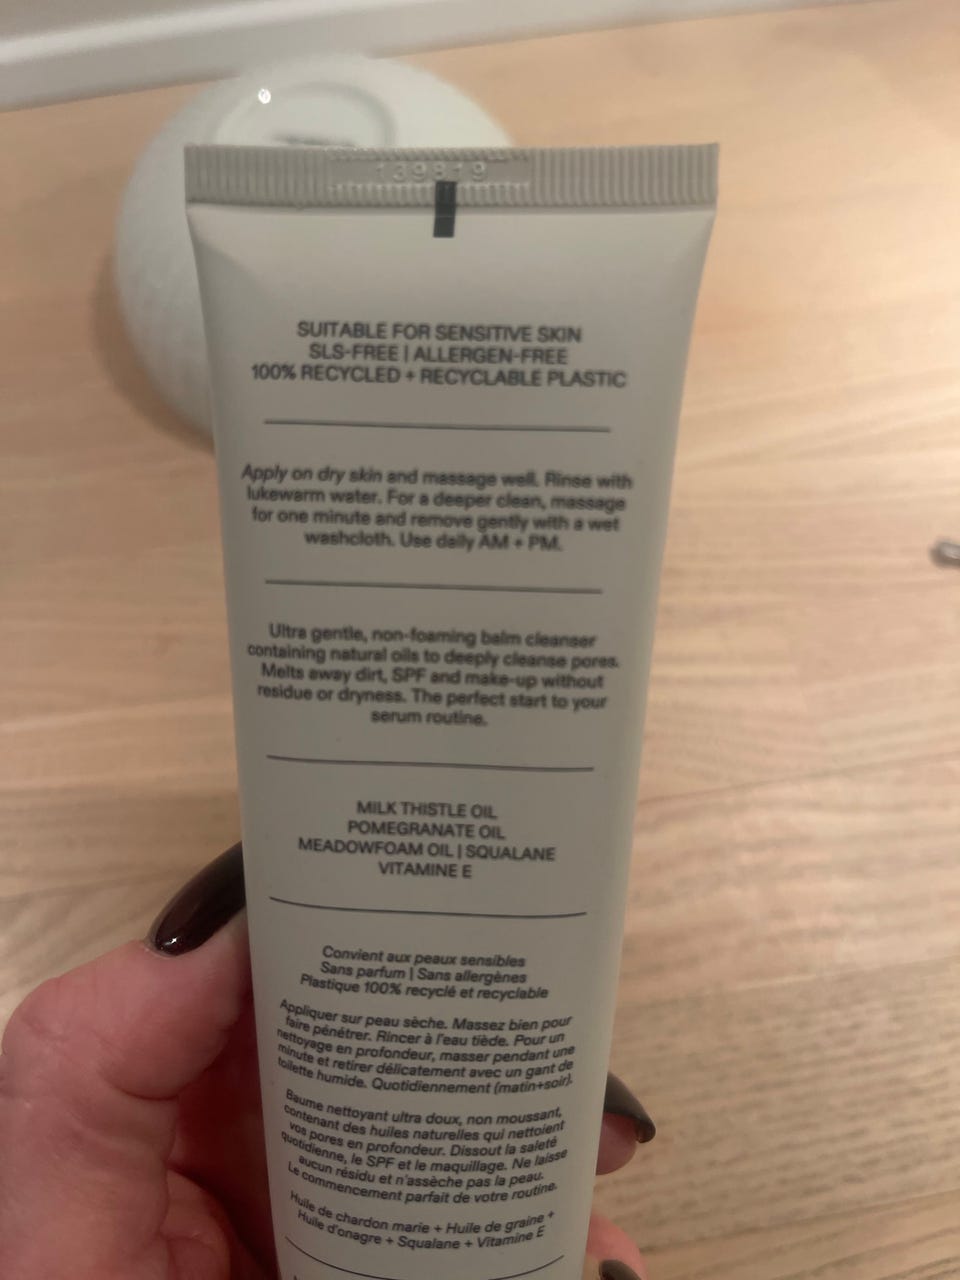 139819
SUITABLE FOR SENSITIVE SKIN
SLS-FREE | ALLERGEN-FREE
100% RECYCLED + RECYCLABLE PLASTIC
Apply on dry skin and massage well. Rinse with
lukewarm water. For a deeper clean, massage
for one minute and remove gently with a wet
washcloth. Use daily AM + PM.
Ultra gentle, non-foaming balm cleanser
containing natural oils to deeply cleanse pores.
Melts away dirt, SPF and make-up without
residue or dryness. The perfect start to your
serum routine.
MILK THISTLE OIL
POMEGRANATE OIL
MEADOWFOAM OIL | SQUALANE
VITAMINE E
Convient aux peaux sensibles
Sans parfum | Sans allergènes
Plastique 100% recyclé et recyclable
Appliquer sur peau sèche. Massez bien pour
faire pénétrer. Rincer à l'eau tiède. Pour un
nettoyage en profondeur, masser pendant une
minute et retirer délicatement avec un gant de
toilette humide. Quotidiennement (matin+soir).
Baume nettoyant ultra doux, non moussant,
contenant des huiles naturelles qui nettoient
vos pores en profondeur. Dissout la saleté
quotidienne, le SPF et le maquillage. Ne laisse
aucun résidu et n'assèche pas la peau.
Le commencement parfait de votre routine.
Huile de chardon marie + Huile de graine +
Huile d'onagre + Squalane + Vitamine E